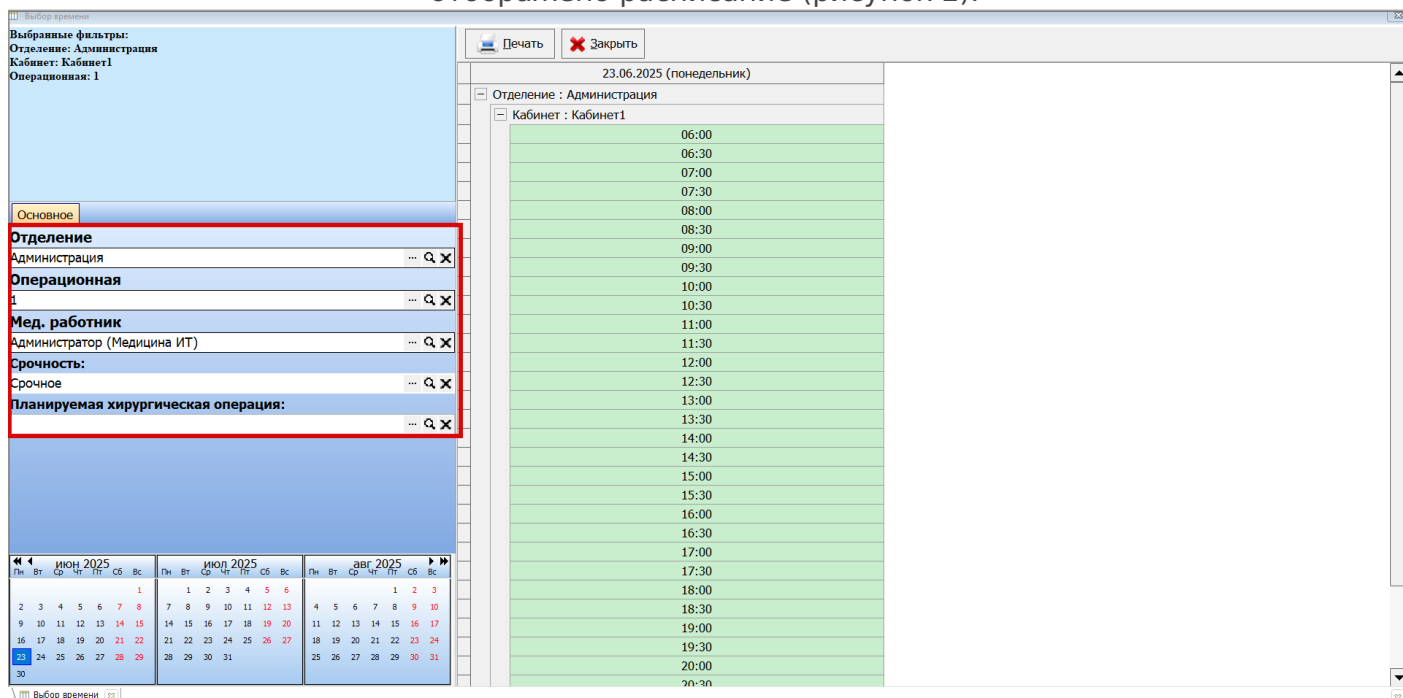 отображено расписание (рисунок 2).
Выбор времени
Выбранные фильтры:
Отделение: Администрация
Кабинет: Кабинет1
Операционная: 1
Печать
Закрыть
23.06.2025 (понедельник)
Отделение : Администрация
Кабинет : Кабинет1
06:00
06:30
07:00
07:30
08:00
08:30
09:00
09:30
10:00
10:30
11:00
11:30
12:00
12:30
13:00
13:30
14:00
14:30
15:00
15:30
16:00
16:30
17:00
17:30
18:00
18:30
19:00
19:30
20:00
20:30
Основное
Отделение
Администрация
Операционная
1
Мед. работник
Администратор (Медицина ИТ)
Срочность:
Срочное
Планируемая хирургическая операция:
июн 2025
Пн Вт Ср Чт Пт Сб Вс
1
2 3 4 5 6 7 8
9 10 11 12 13 14 15
16 17 18 19 20 21 22
23 24 25 26 27 28 29
30
июл 2025
Пн Вт Ср Чт Пт Сб Вс
1 2 3 4 5 6
7 8 9 10 11 12 13
14 15 16 17 18 19 20
21 22 23 24 25 26 27
28 29 30 31
авг 2025
Пн Вт Ср Чт Пт Сб Вс
1 2 3
4 5 6 7 8 9 10
11 12 13 14 15 16 17
18 19 20 21 22 23 24
25 26 27 28 29 30 31
Выбор времени